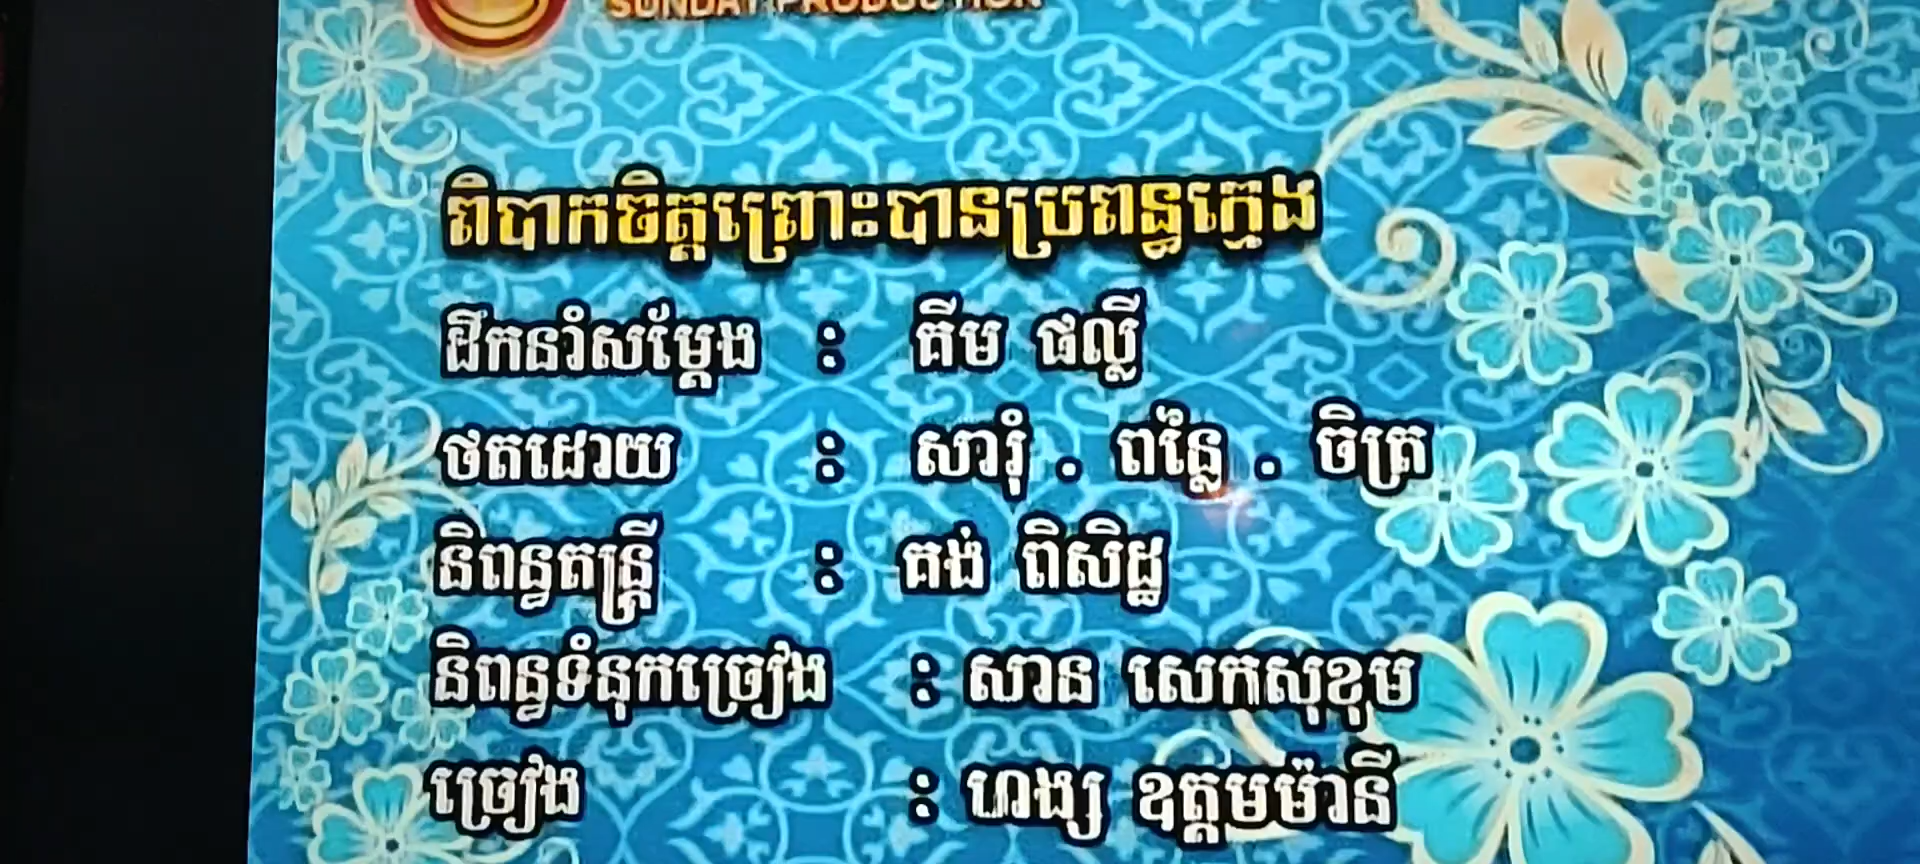 SUNDAY PRODUCTION
ពិបាកចិត្តព្រោះបានប្រពន្ធក្មេង
ដឹកនាំសម្ដែង : គីម ផល្លី
ថតដោយ : សារុំ . ពន្លៃ . ចិត្រ
និពន្ធតន្ត្រី : គង់ ពិសិដ្ឋ
និពន្ធទំនុកច្រៀង : សាន សេកសុខុម
ច្រៀង : ហង្ស ឧត្តមម៉ានី